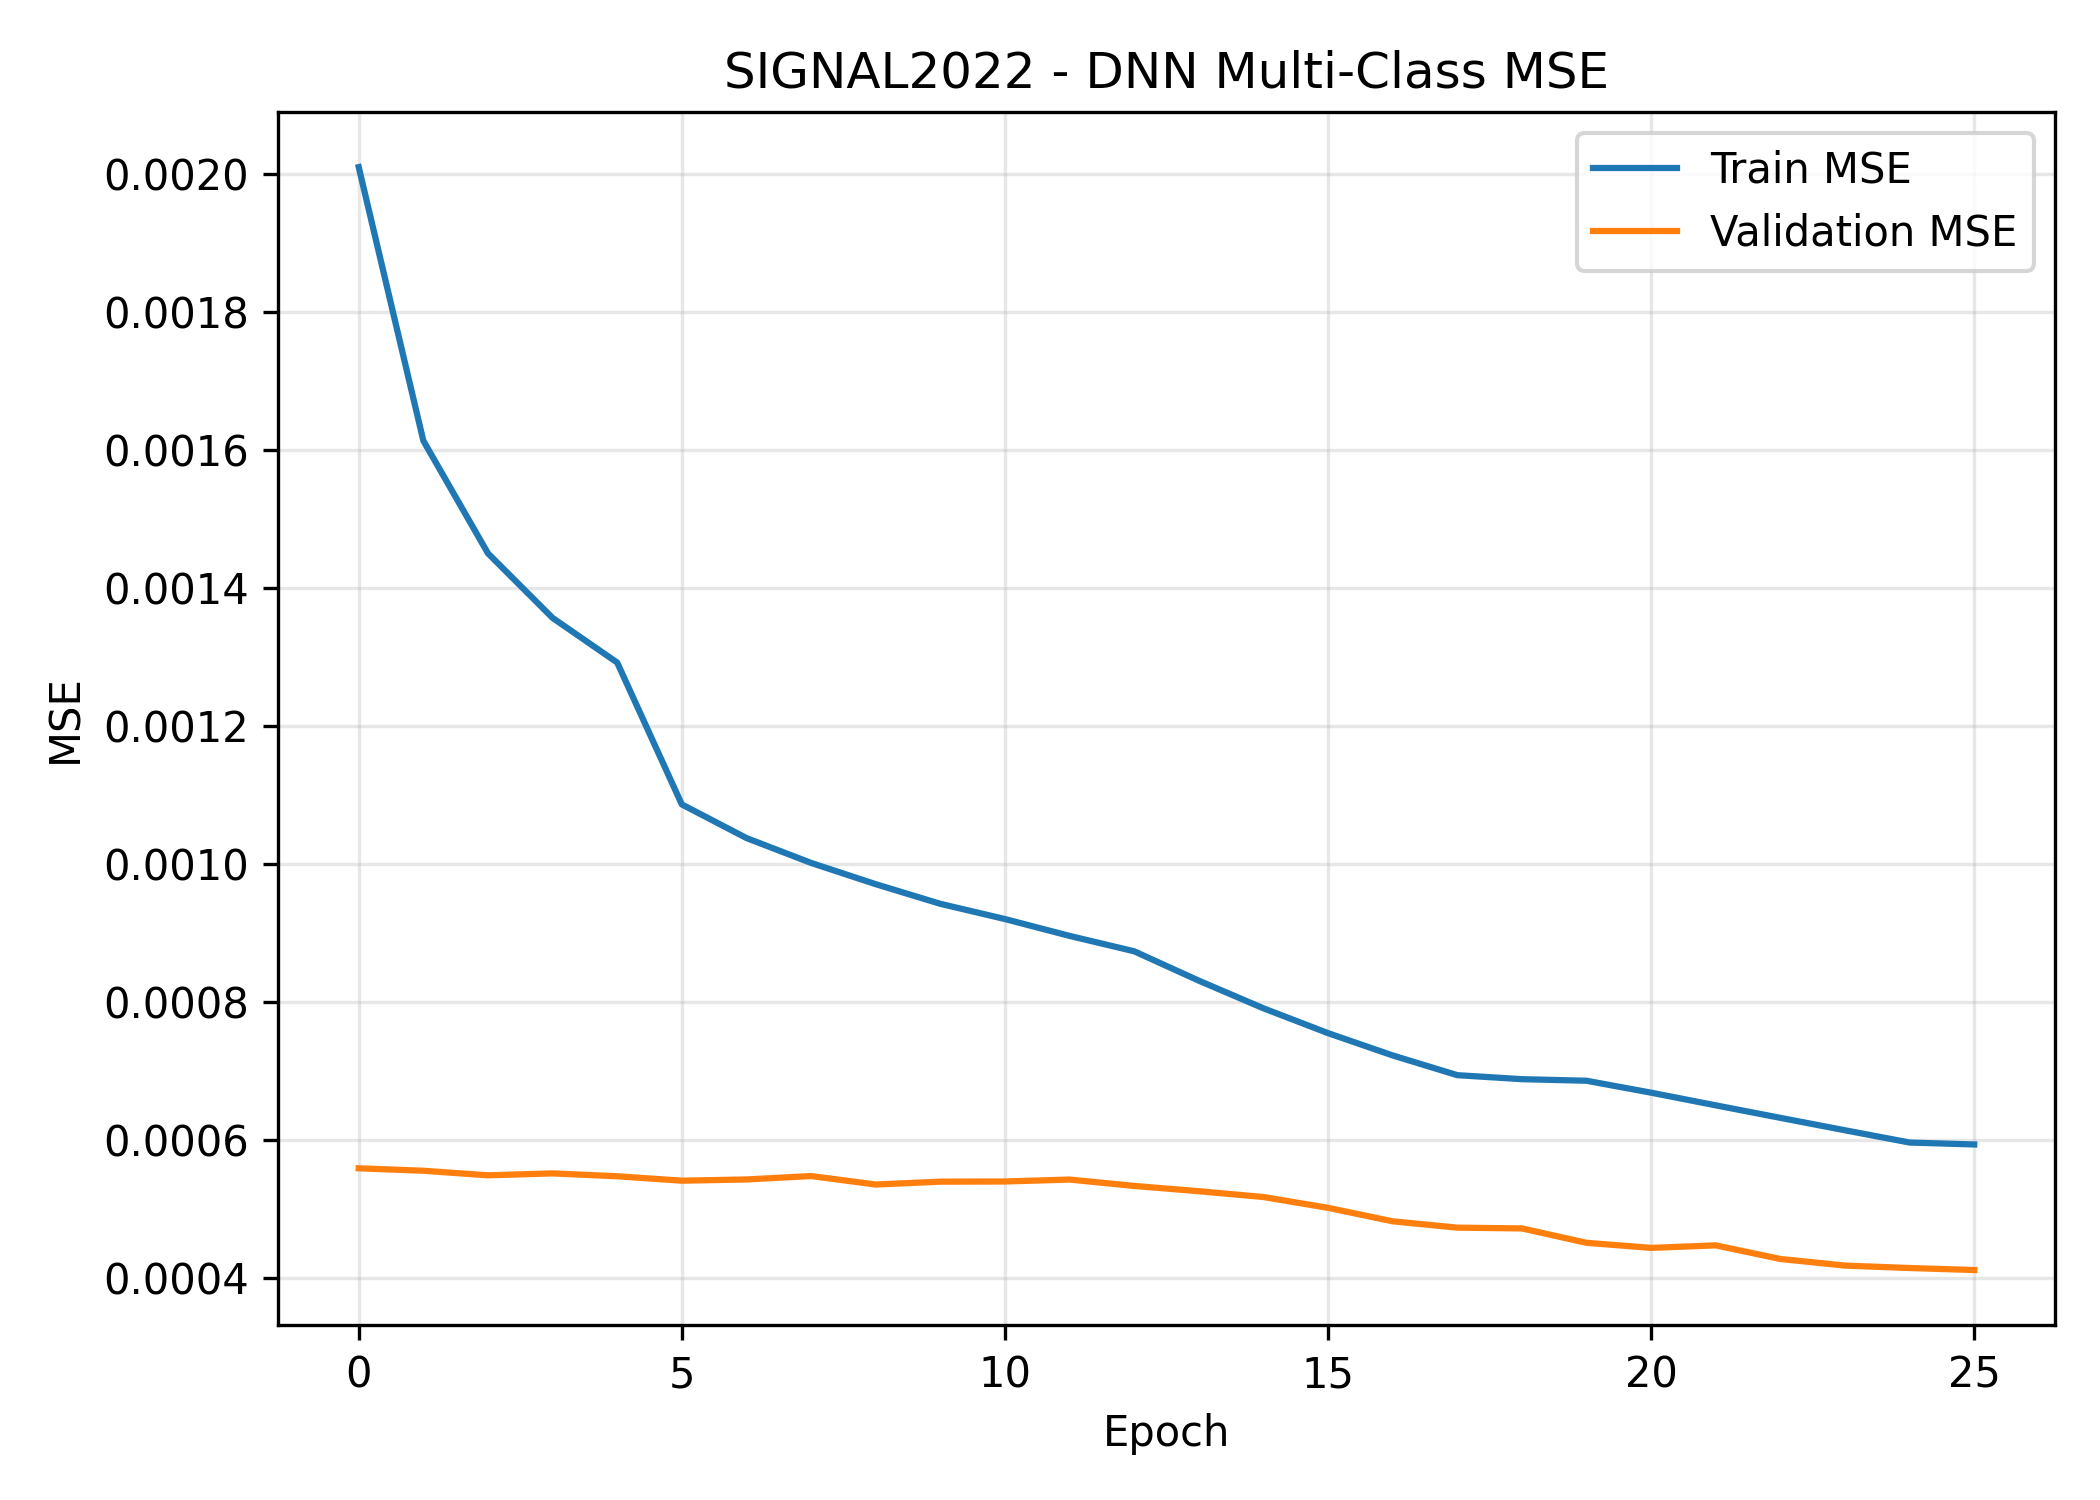 SIGNAL2022 - DNN Multi-Class MSE
Train MSE
Validation MSE
0.0020
0.0018
0.0016
0.0014
0.0012
0.0010
0.0008
0.0006
0.0004
MSE
0 5 10 15 20 25
Epoch